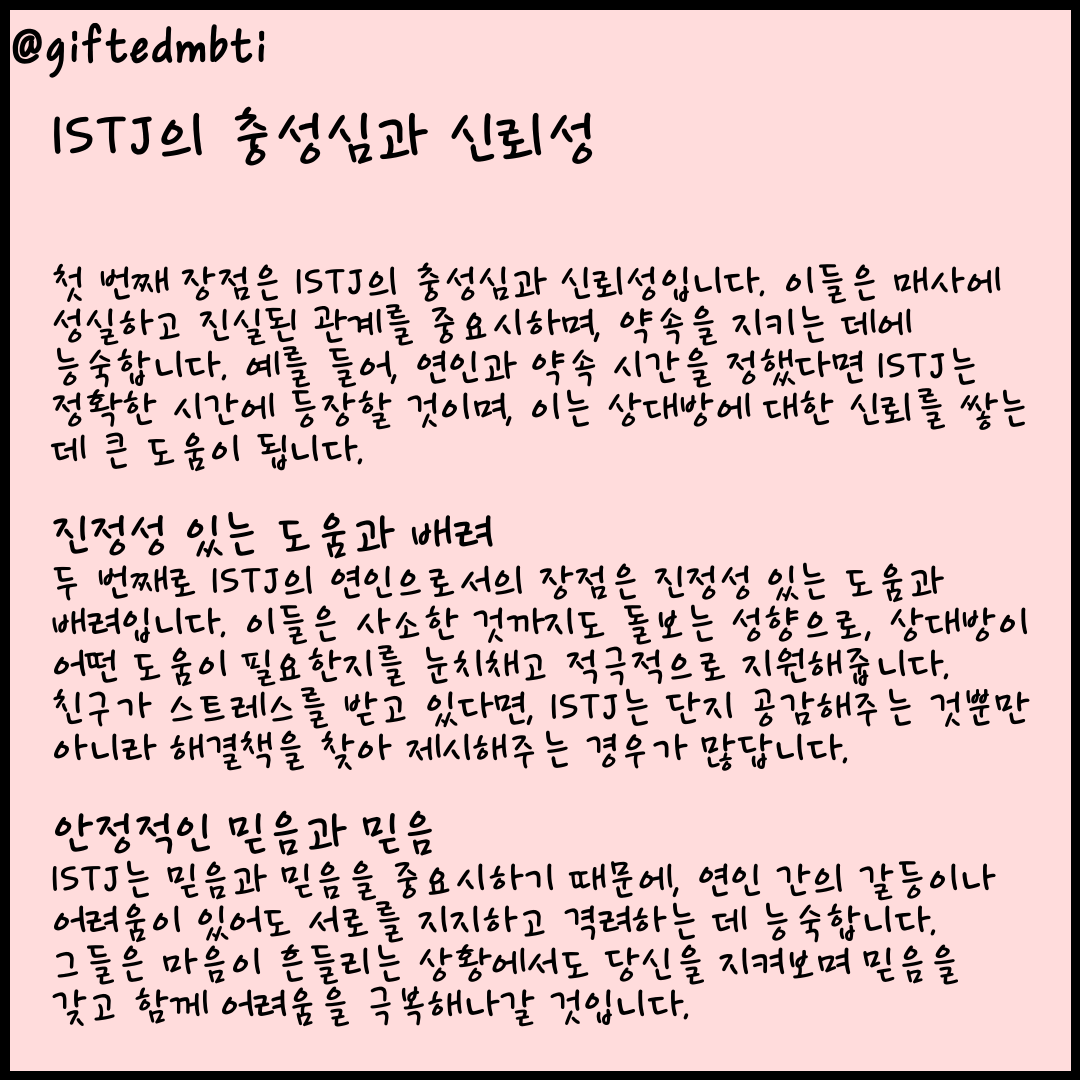 @giftedmbti
ISTJ의 충성심과 신뢰성
첫 번째 장점은 ISTJ의 충성심과 신뢰성입니다. 이들은 매사에
성실하고 진실된 관계를 중요시하며, 약속을 지키는 데에
능숙합니다. 예를 들어, 연인과 약속 시간을 정했다면 ISTJ는
정확한 시간에 등장할 것이며, 이는 상대방에 대한 신뢰를 쌓는
데 큰 도움이 됩니다.
진정성 있는 도움과 배려
두 번째로 ISTJ의 연인으로서의 장점은 진정성 있는 도움과
배려입니다. 이들은 사소한 것까지도 돌보는 성향으로, 상대방이
어떤 도움이 필요한지를 눈치채고 적극적으로 지원해줍니다.
친구가 스트레스를 받고 있다면, ISTJ는 단지 공감해주는 것뿐만
아니라 해결책을 찾아 제시해주는 경우가 많답니다.
안정적인 믿음과 믿음
ISTJ는 믿음과 믿음을 중요시하기 때문에, 연인 간의 갈등이나
어려움이 있어도 서로를 지지하고 격려하는 데 능숙합니다.
그들은 마음이 흔들리는 상황에서도 당신을 지켜보며 믿음을
갖고 함께 어려움을 극복해나갈 것입니다.